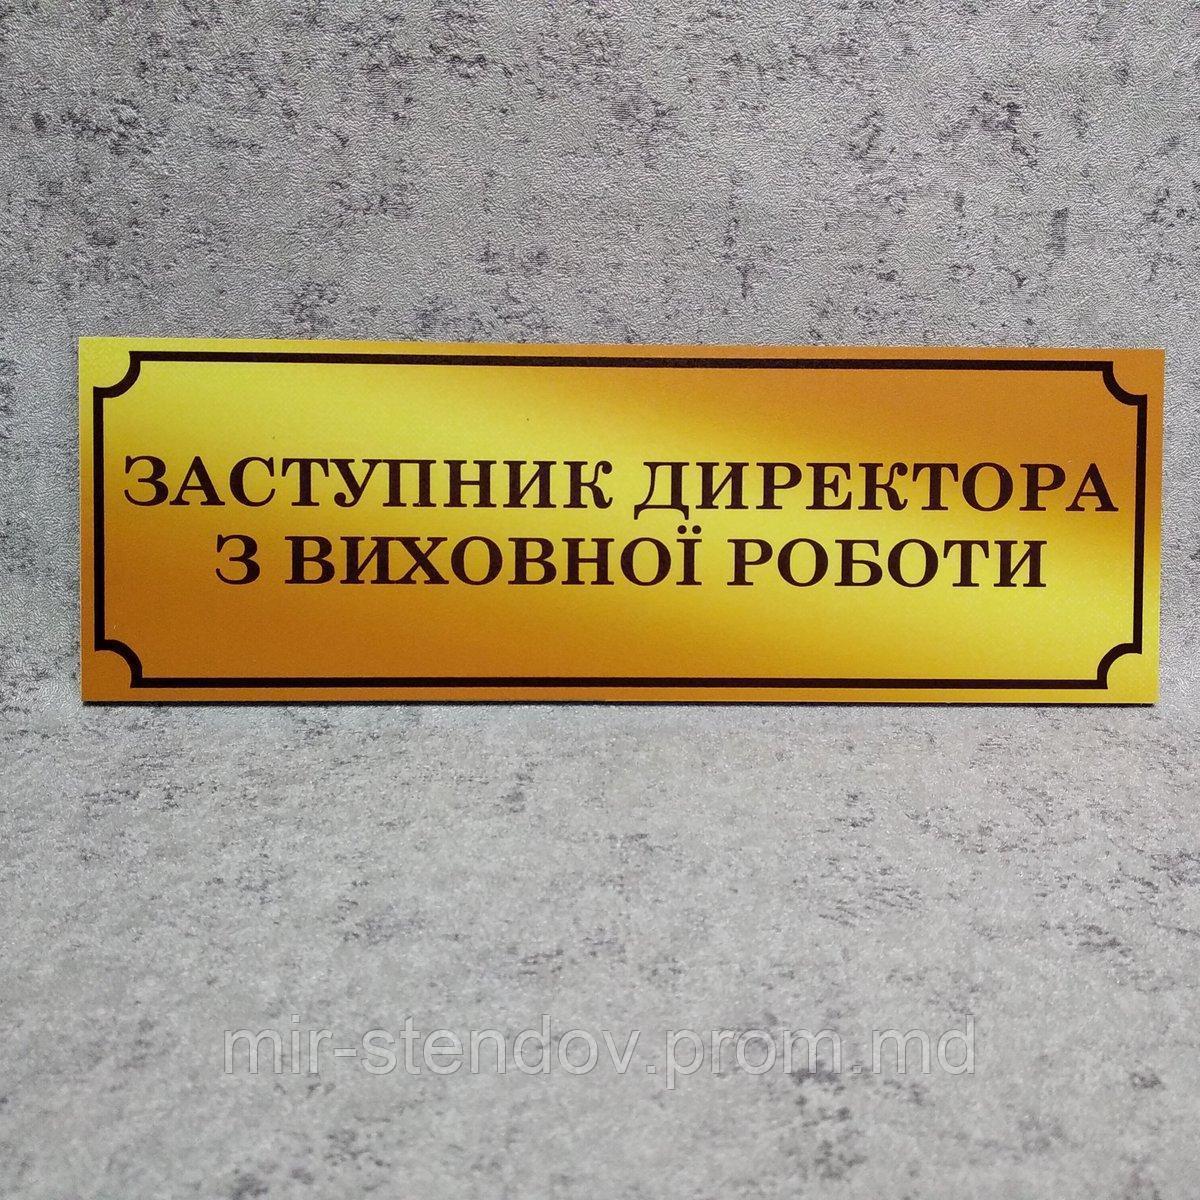 ЗАСТУПНИК ДИРЕКТОРА
З ВИХОВНОЇ РОБОТИ
mir-stendov.prom.md